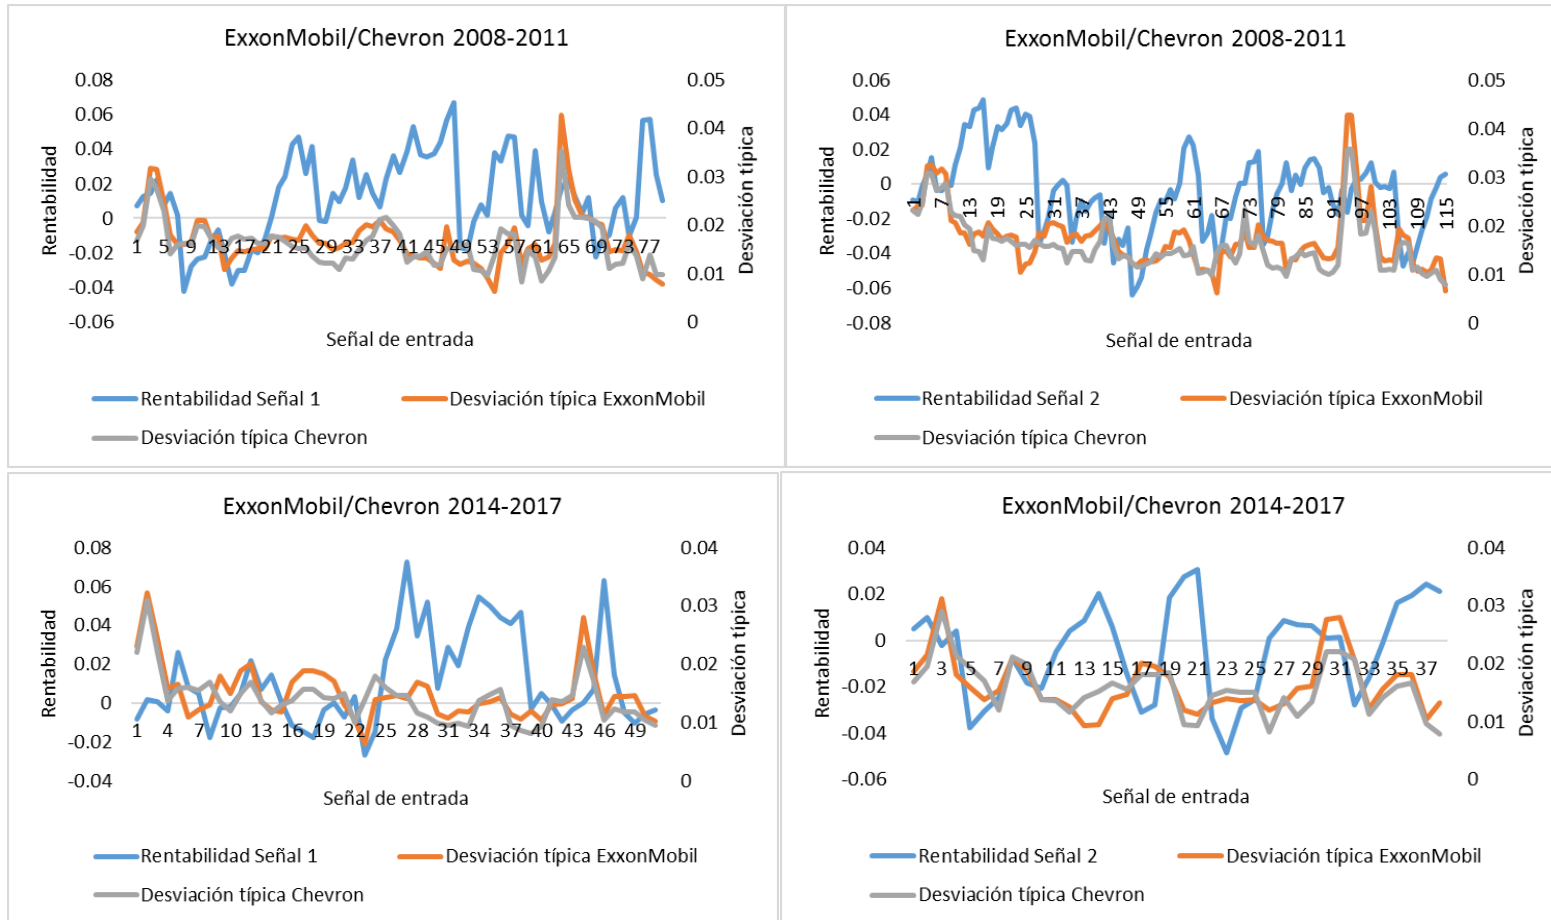 ExxonMobil/Chevron 2008-2011
0.08
0.06
0.04
0.02
0
-0.02
-0.04
-0.06
Rentabilidad
0.05
0.04
0.03
0.02
0.01
0
Desviación típica
1 5 9 13 17 21 25 29 33 37 41 45 49 53 57 61 65 69 73 77
Señal de entrada
Rentabilidad Señal 1
Desviación típica ExxonMobil
Desviación típica Chevron
ExxonMobil/Chevron 2008-2011
0.06
0.04
0.02
0
-0.02
-0.04
-0.06
-0.08
Rentabilidad
0.05
0.04
0.03
0.02
0.01
0
Desviación típica
1 7 13 19 25 31 37 43 49 55 61 67 73 79 85 91 97 103 109 115
Señal de entrada
Rentabilidad Señal 2
Desviación típica ExxonMobil
Desviación típica Chevron
ExxonMobil/Chevron 2014-2017
0.08
0.06
0.04
0.02
0
-0.02
-0.04
Rentabilidad
0.04
0.03
0.02
0.01
0
Desviación típica
1 4 7 10 13 16 19 22 25 28 31 34 37 40 43 46 49
Señal de entrada
Rentabilidad Señal 1
Desviación típica ExxonMobil
Desviación típica Chevron
ExxonMobil/Chevron 2014-2017
0.04
0.02
0
-0.02
-0.04
-0.06
Rentabilidad
0.04
0.03
0.02
0.01
0
Desviación típica
1 3 5 7 9 11 13 15 17 19 21 23 25 27 29 31 33 35 37
Señal de entrada
Rentabilidad Señal 2
Desviación típica ExxonMobil
Desviación típica Chevron